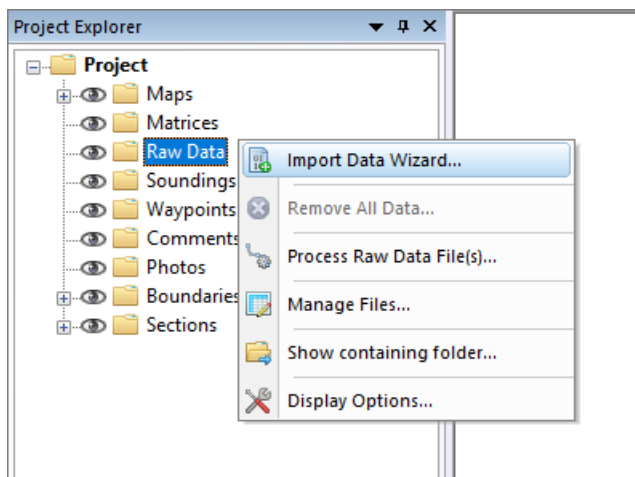 Project Explorer
Project
Maps
Matrices
Raw Data
Soundings
Waypoints
Comments
Photos
Boundaries
Sections
Import Data Wizard...
Remove All Data...
Process Raw Data File(s)...
Manage Files...
Show containing folder...
Display Options...